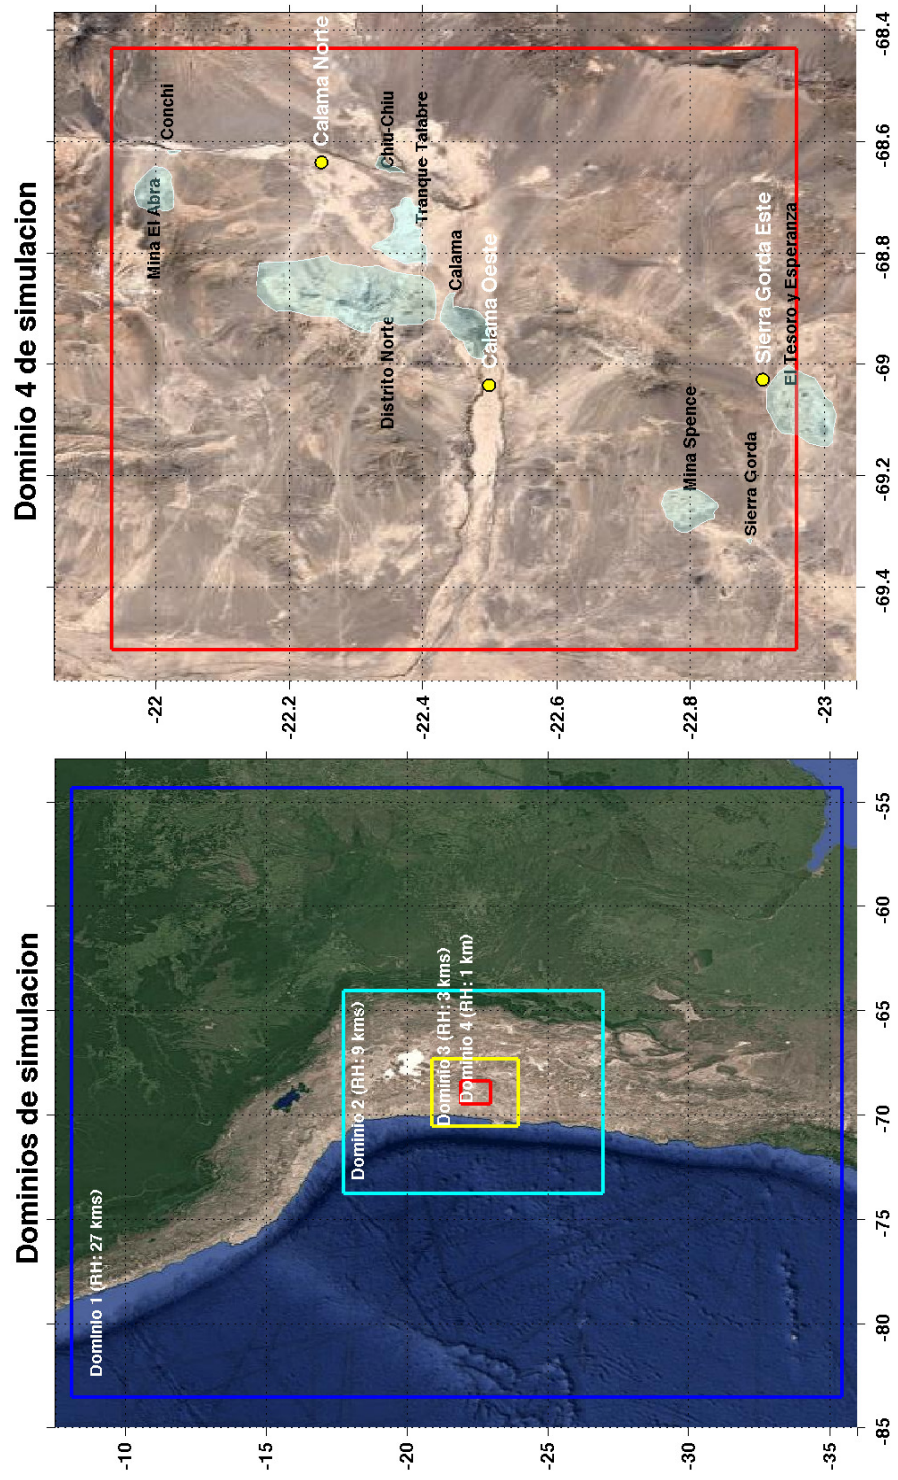 Dominios de simulacion
Dominio 1 (RH: 27 kms)
Dominio 2 (RH: 9 kms)
Dominio 3 (RH: 3 kms)
Dominio 4 (RH: 1 km)
-10
-15
-20
-25
-30
-35
-85
-80
-75
-70
-65
-60
-55
Dominio 4 de simulacion
Conchi
Mina El Abra
Calama Norte
Chiu-Chiu
Tranque Talabre
Distrito Norte
Calama
Calama Oeste
Mina Spence
Sierra Gorda
Sierra Gorda Este
El Tesoro y Esperanza
-22
-22.2
-22.4
-22.6
-22.8
-23
-69.4
-69.2
-69
-68.8
-68.6
-68.4